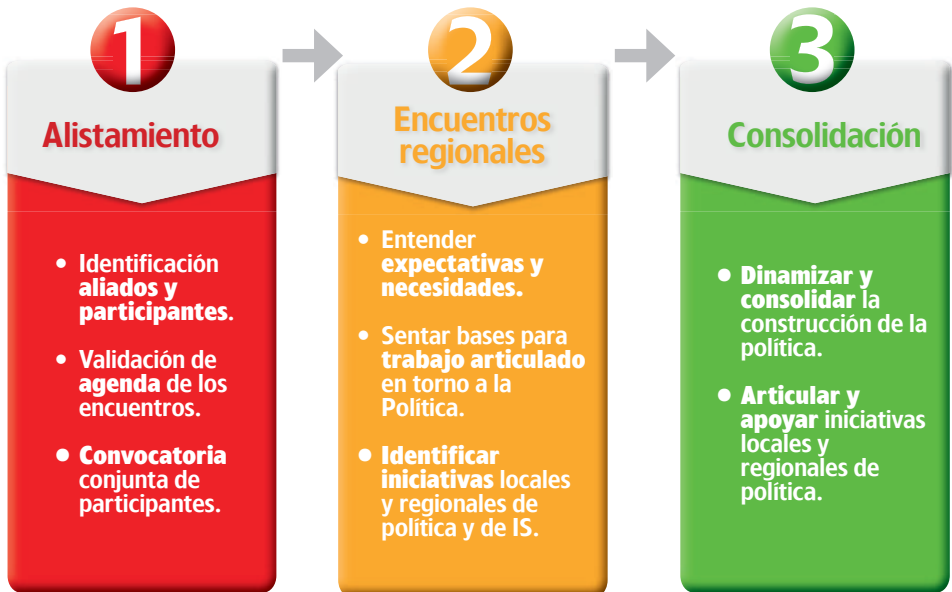 1
Alistamiento
• Identificación
aliados y
participantes.
• Validación de
agenda de los
encuentros.
• Convocatoria
conjunta de
participantes.
2
Encuentros
regionales
• Entender
expectativas y
necesidades.
• Sentar bases para
trabajo articulado
en torno a la
Política.
• Identificar
iniciativas locales
y regionales de
política y de IS.
3
Consolidación
• Dinamizar y
consolidar la
construcción de la
política.
• Articular y
apoyar iniciativas
locales y
regionales de
política.